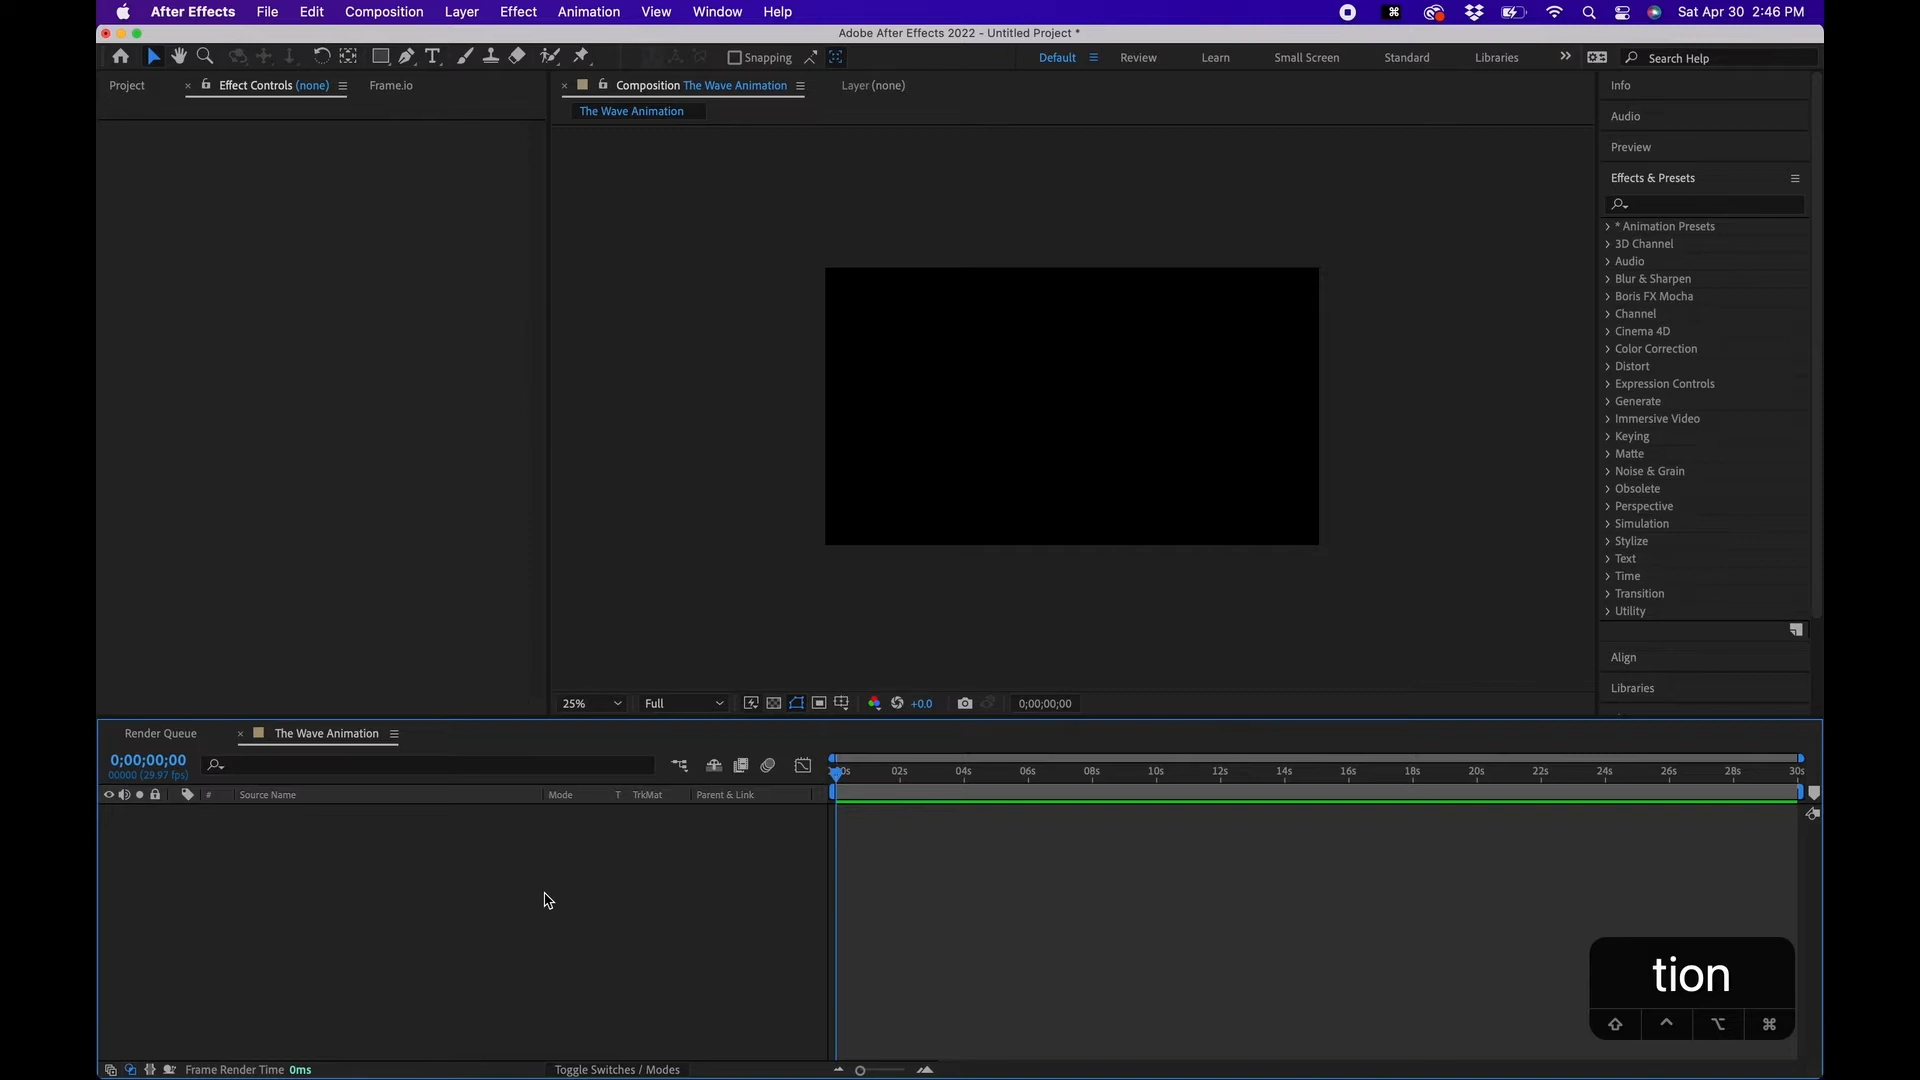 After Effects File Edit Composition Layer Effect Animation View Window Help Sat Apr 30 2:46 PM
Adobe After Effects 2022 - Untitled Project *
Snapping Default Review Learn Small Screen Standard Libraries Search Help
Project Effect Controls (none) Frame.io Composition The Wave Animation Layer (none) Info
The Wave Animation
Audio
Preview
Effects & Presets
* Animation Presets
3D Channel
Audio
Blur & Sharpen
Boris FX Mocha
Channel
Cinema 4D
Color Correction
Distort
Expression Controls
Generate
Immersive Video
Keying
Matte
Noise & Grain
Obsolete
Perspective
Simulation
Stylize
Text
Time
Transition
Utility
Align
Libraries
25% Full +0.0 0;00;00;00
Render Queue The Wave Animation
0;00;00;00
00000 (29.97 fps)
02s 04s 06s 08s 10s 12s 14s 16s 18s 20s 22s 24s 26s 28s 30s
# Source Name Mode T TrkMat Parent & Link
tion
Frame Render Time 0ms Toggle Switches / Modes